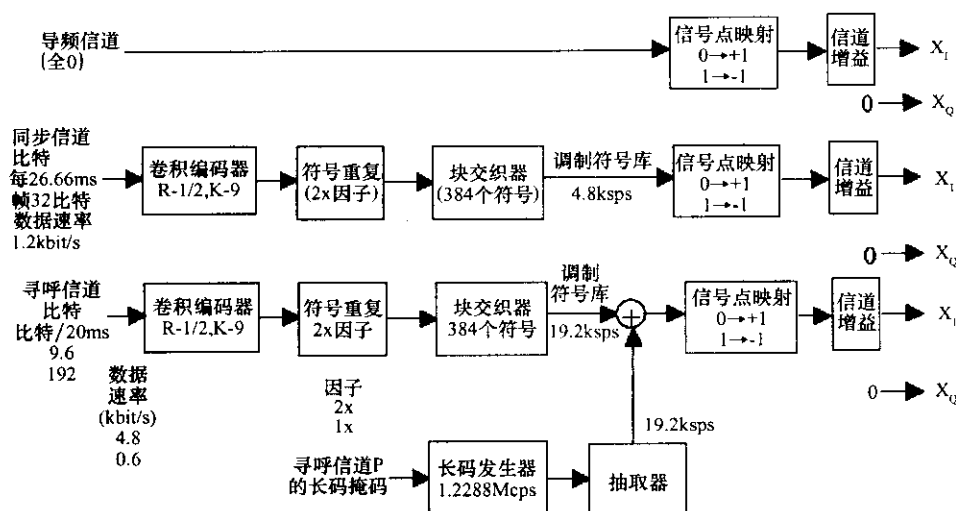 导频信道
(全0)
信号点映射
0→+1
1→-1
信道
增益
X_I
0
X_Q
同步信道
比特
每26.66ms
帧32比特
数据速率
1.2kbit/s
卷积编码器
R-1/2,K-9
符号重复
(2x因子)
块交织器
(384个符号)
调制符号库
4.8ksps
信号点映射
0→+1
1→-1
信道
增益
X_I
0
X_Q
寻呼信道
比特
比特/20ms
9.6
192
数据
速率
(kbit/s)
4.8
0.6
卷积编码器
R-1/2,K-9
符号重复
2x因子
因子
2x
1x
块交织器
384个符号
调制
符号库
19.2ksps
信号点映射
0→+1
1→-1
信道
增益
X_I
0
X_Q
19.2ksps
寻呼信道P
的长码掩码
长码发生器
1.2288Mcps
抽取器